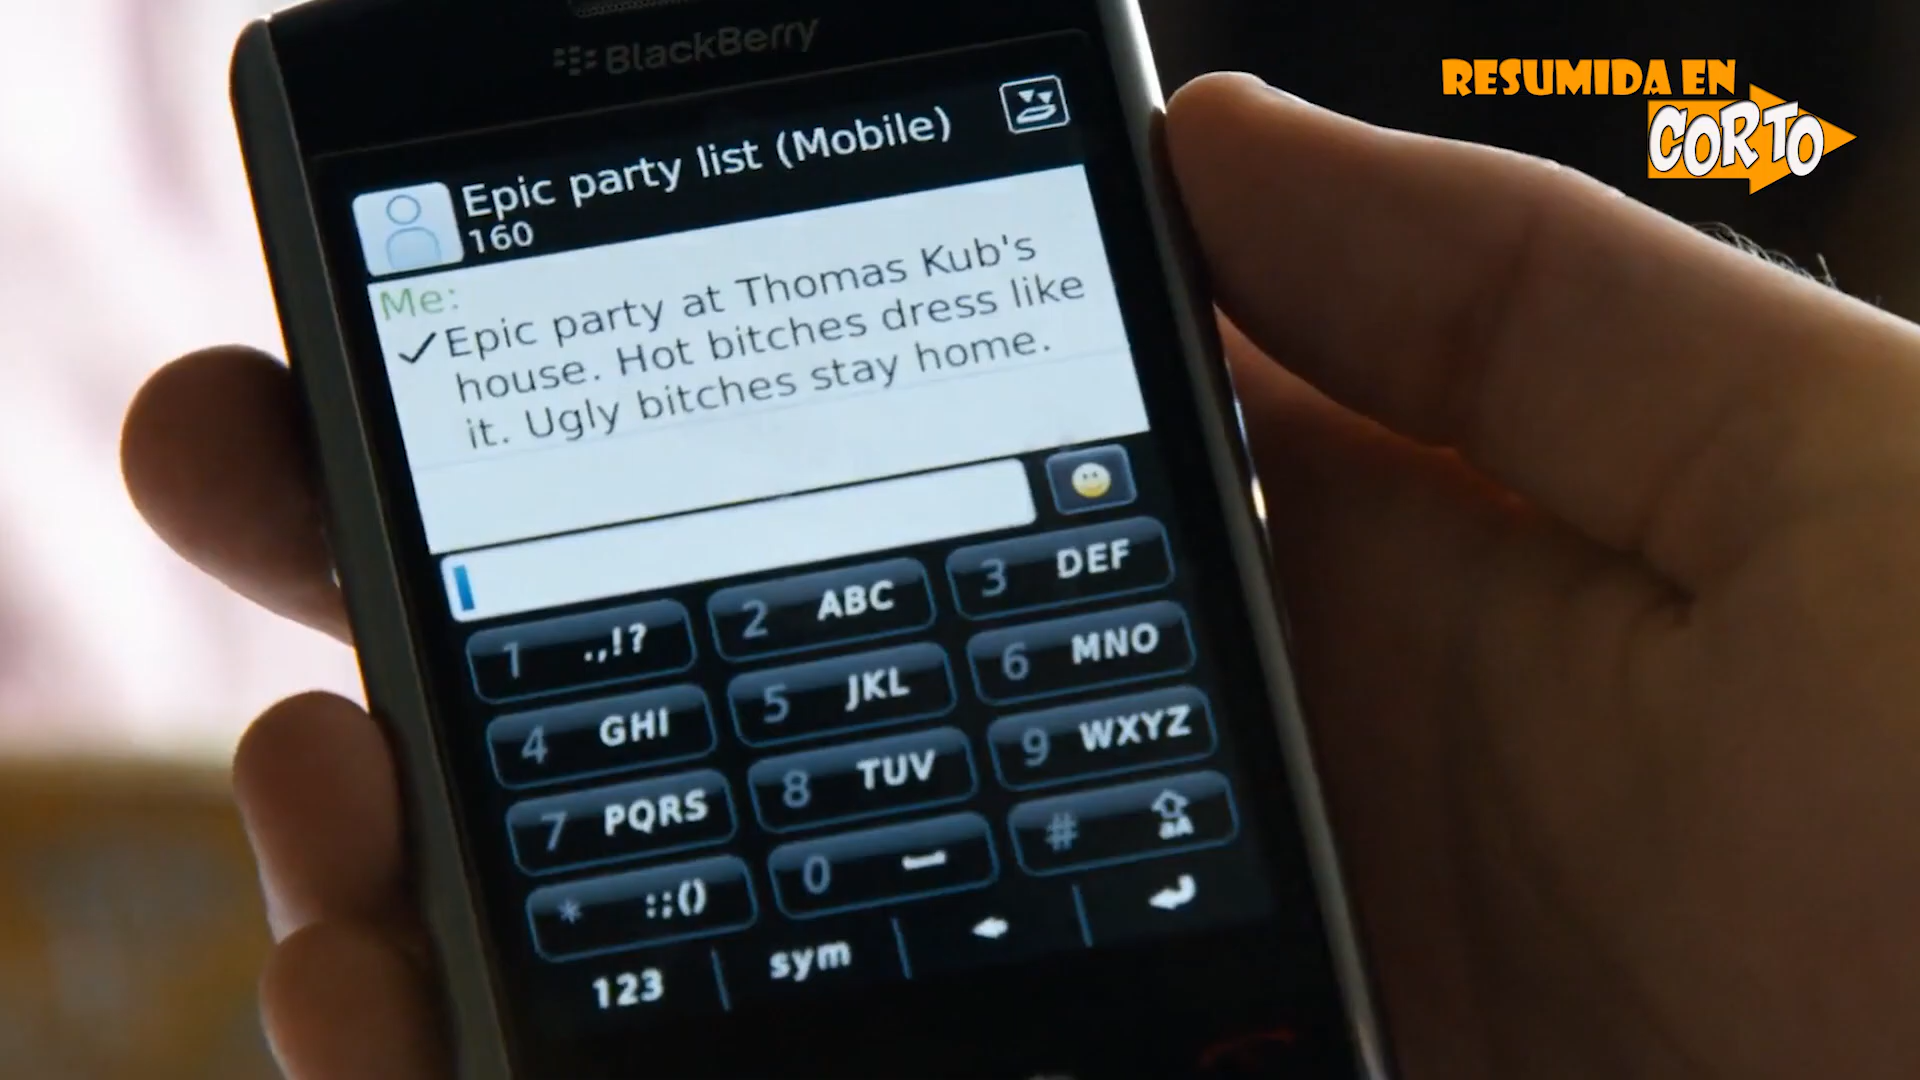 BlackBerry
RESUMIDA EN
CORTO
Epic party list (Mobile)
160
Me:
Epic party at Thomas Kub's
house. Hot bitches dress like
it. Ugly bitches stay home.
1 .,!?
2 ABC
3 DEF
4 GHI
5 JKL
6 MNO
7 PQRS
8 TUV
9 WXYZ
* :;()
0
# aA
123
sym